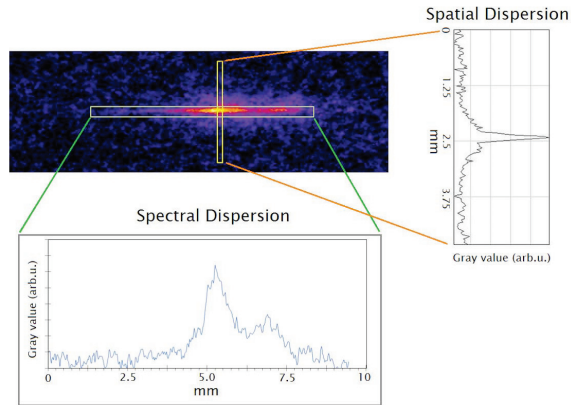 Spatial Dispersion
0
1.25
2.5
3.75
mm
Gray value (arb.u.)
Spectral Dispersion
Gray value (arb.u.)
0
2.5
5.0
7.5
10
mm